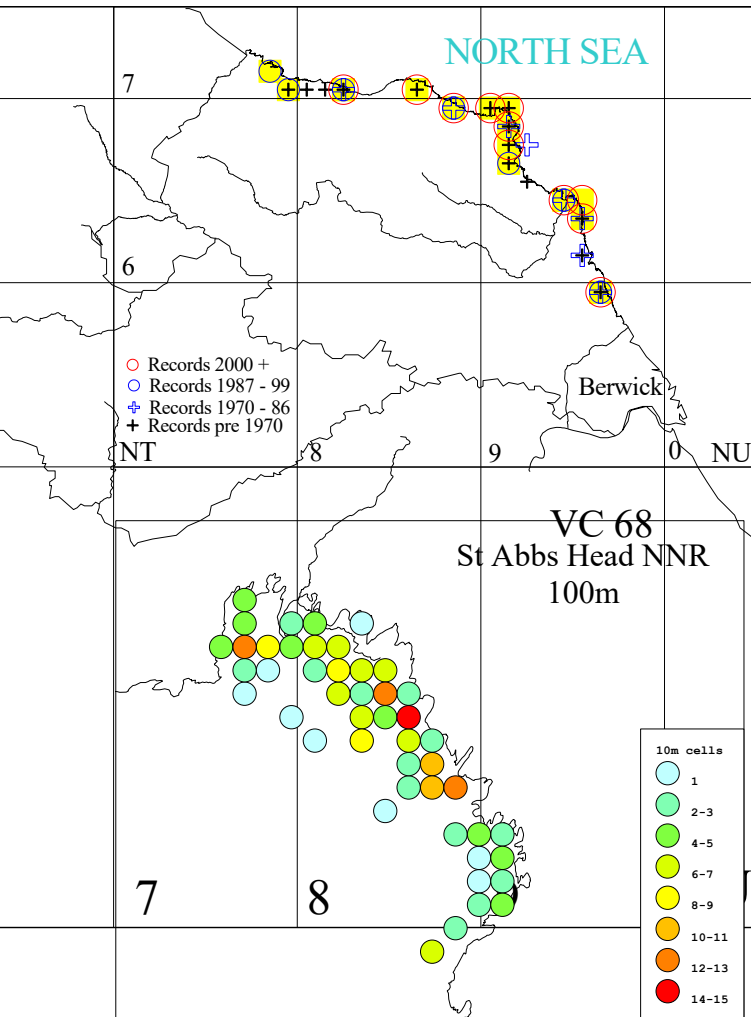 NORTH SEA
7
6
Records 2000 +
Records 1987 - 99
Records 1970 - 86
Records pre 1970
Berwick
NT
8
9
0
NU
VC 68
St Abbs Head NNR
100m
10m cells
1
2-3
4-5
6-7
8-9
10-11
12-13
14-15
7
8